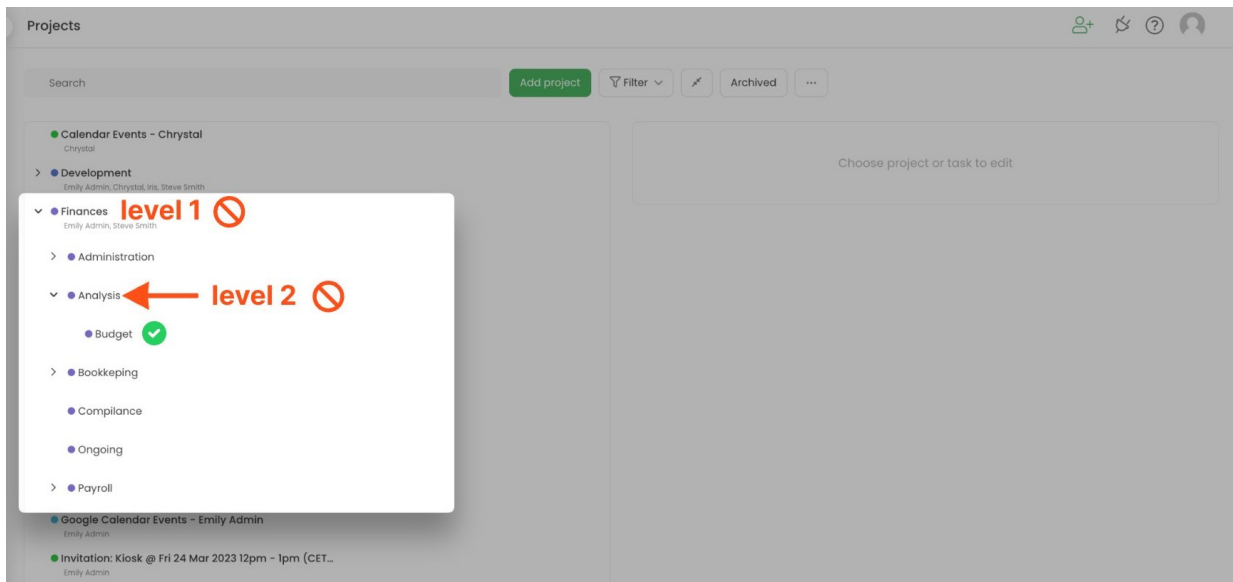 Projects
Search
Add project
Filter
Archived
...
Choose project or task to edit
Calendar Events - Chrystal
Chrystal
Development
Emily Admin, Chrystal, Iris, Steve Smith
Finances level 1
Emily Admin, Steve Smith
Administration
Analysis level 2
Budget
Bookkeping
Compilance
Ongoing
Payroll
Google Calendar Events - Emily Admin
Emily Admin
Invitation: Kiosk @ Fri 24 Mar 2023 12pm - 1pm (CET...
Emily Admin